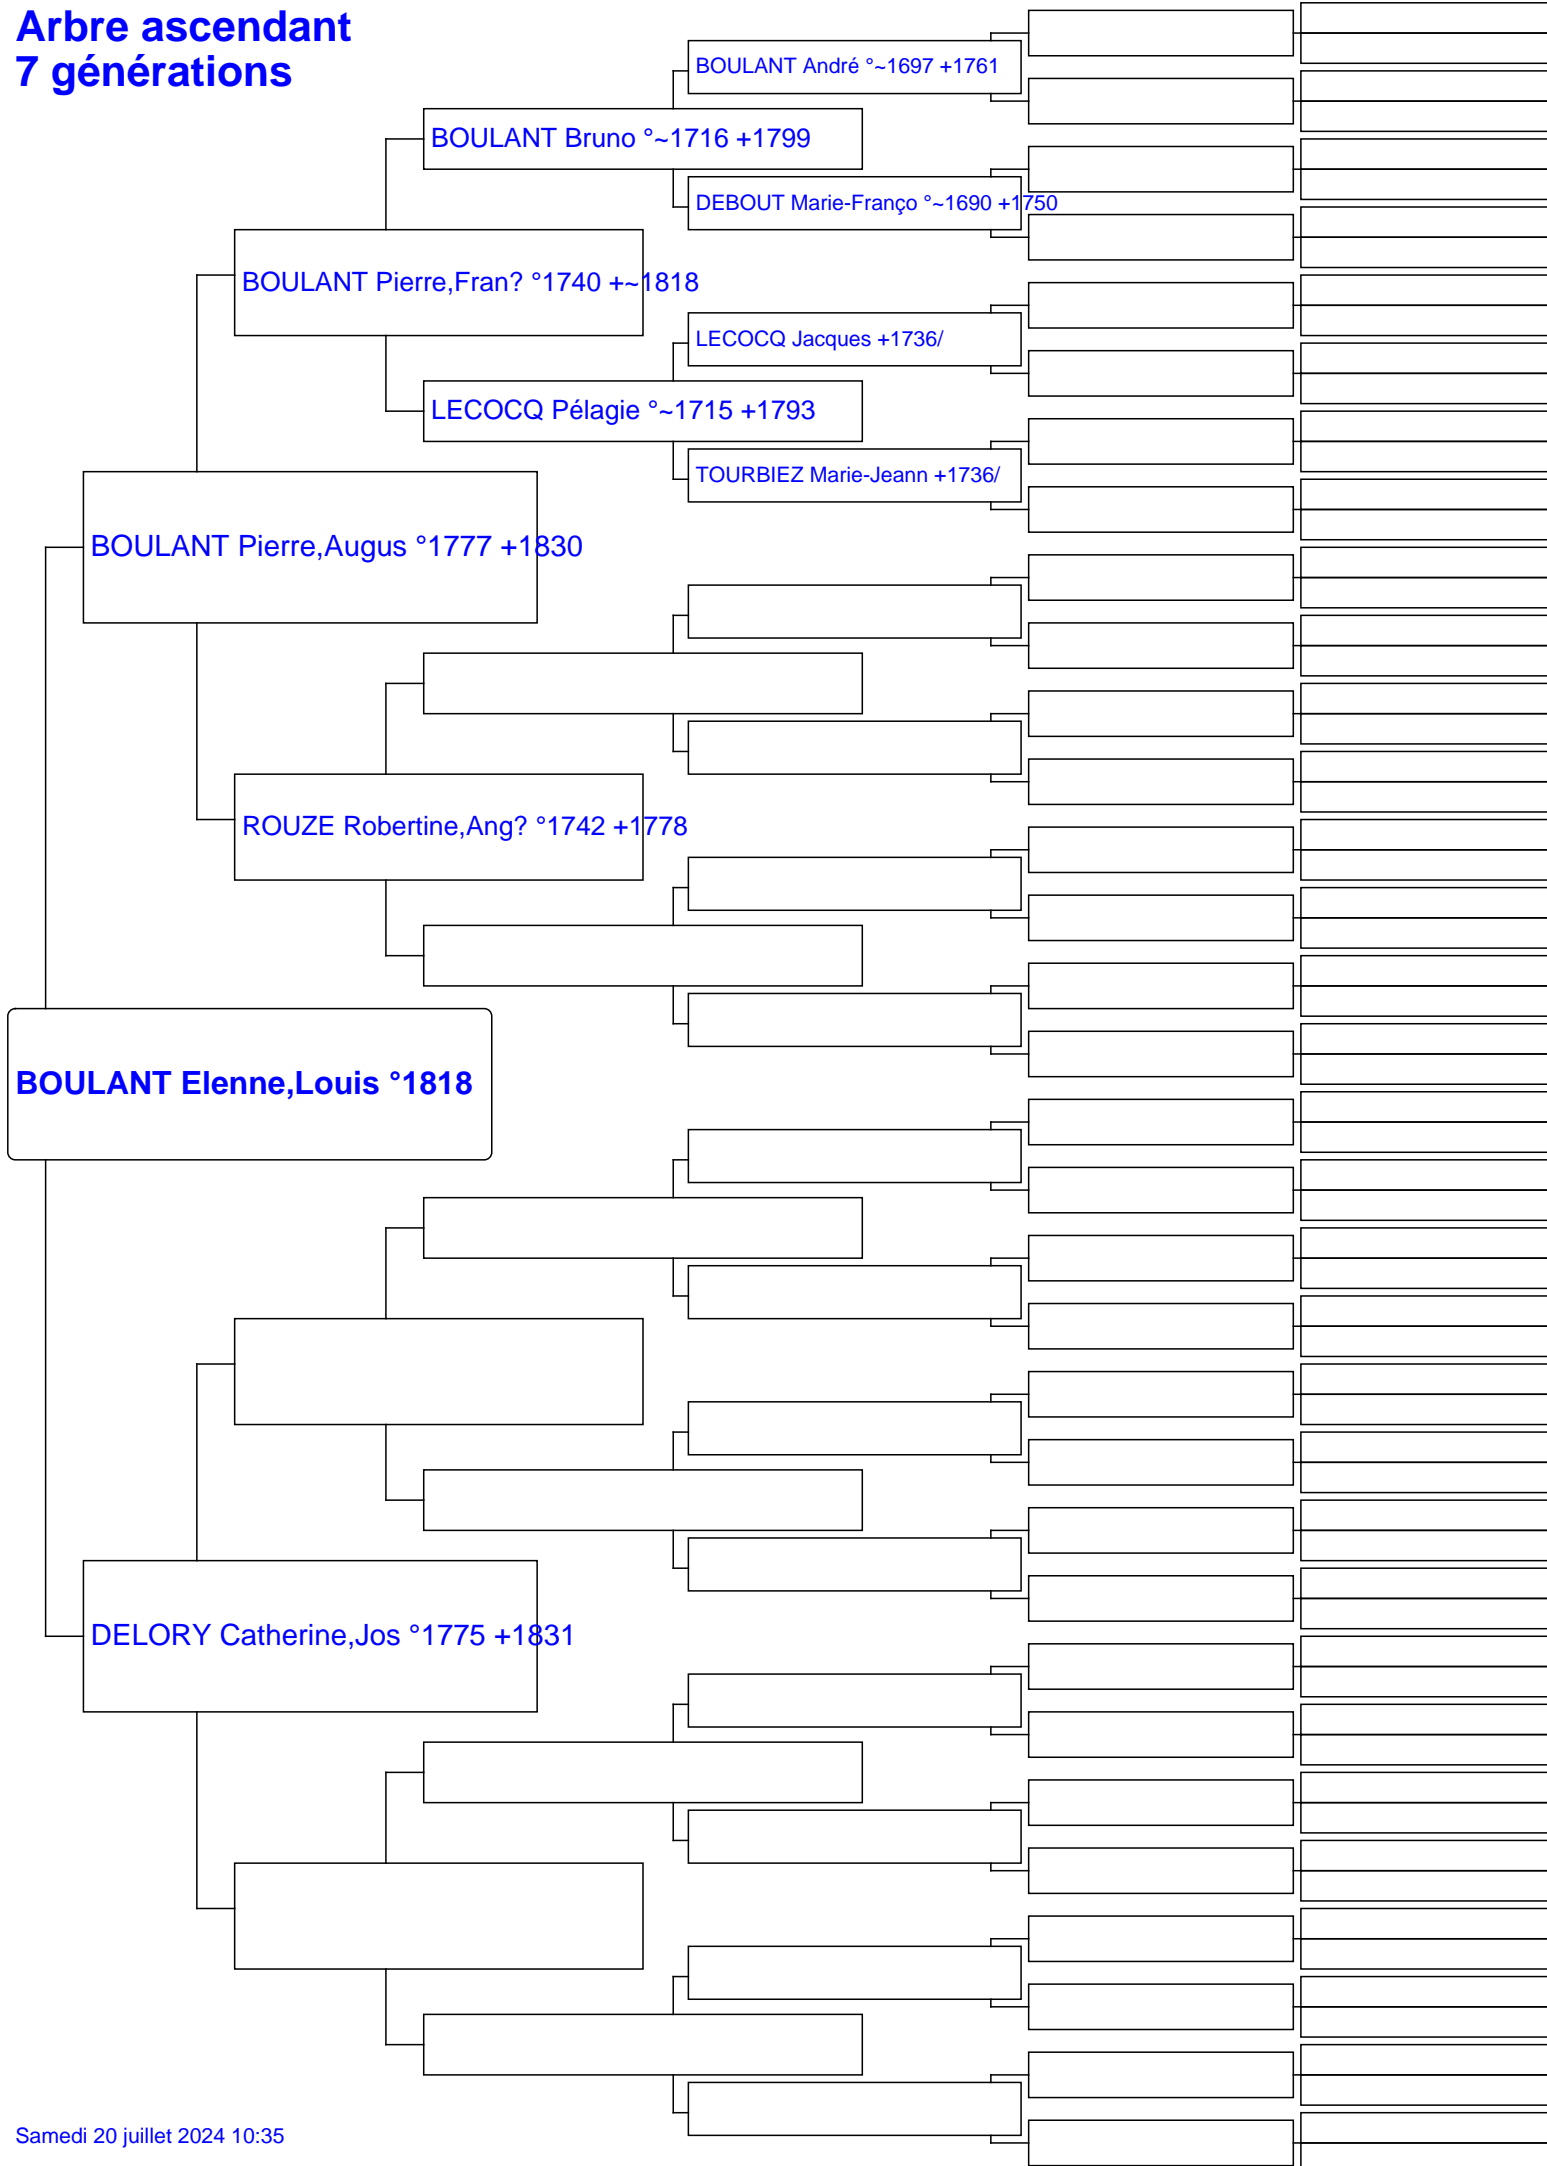 Arbre ascendant
7 générations
BOULANT André °~1697 +1761
BOULANT Bruno °~1716 +1799
DEBOUT Marie-Franço °~1690 +1750
BOULANT Pierre,Fran? °1740 +~1818
LECOCQ Jacques +1736/
LECOCQ Pélagie °~1715 +1793
TOURBIEZ Marie-Jeann +1736/
BOULANT Pierre,Augus °1777 +1830
ROUZE Robertine,Ang? °1742 +1778
BOULANT Elenne,Louis °1818
DELORY Catherine,Jos °1775 +1831
Samedi 20 juillet 2024 10:35